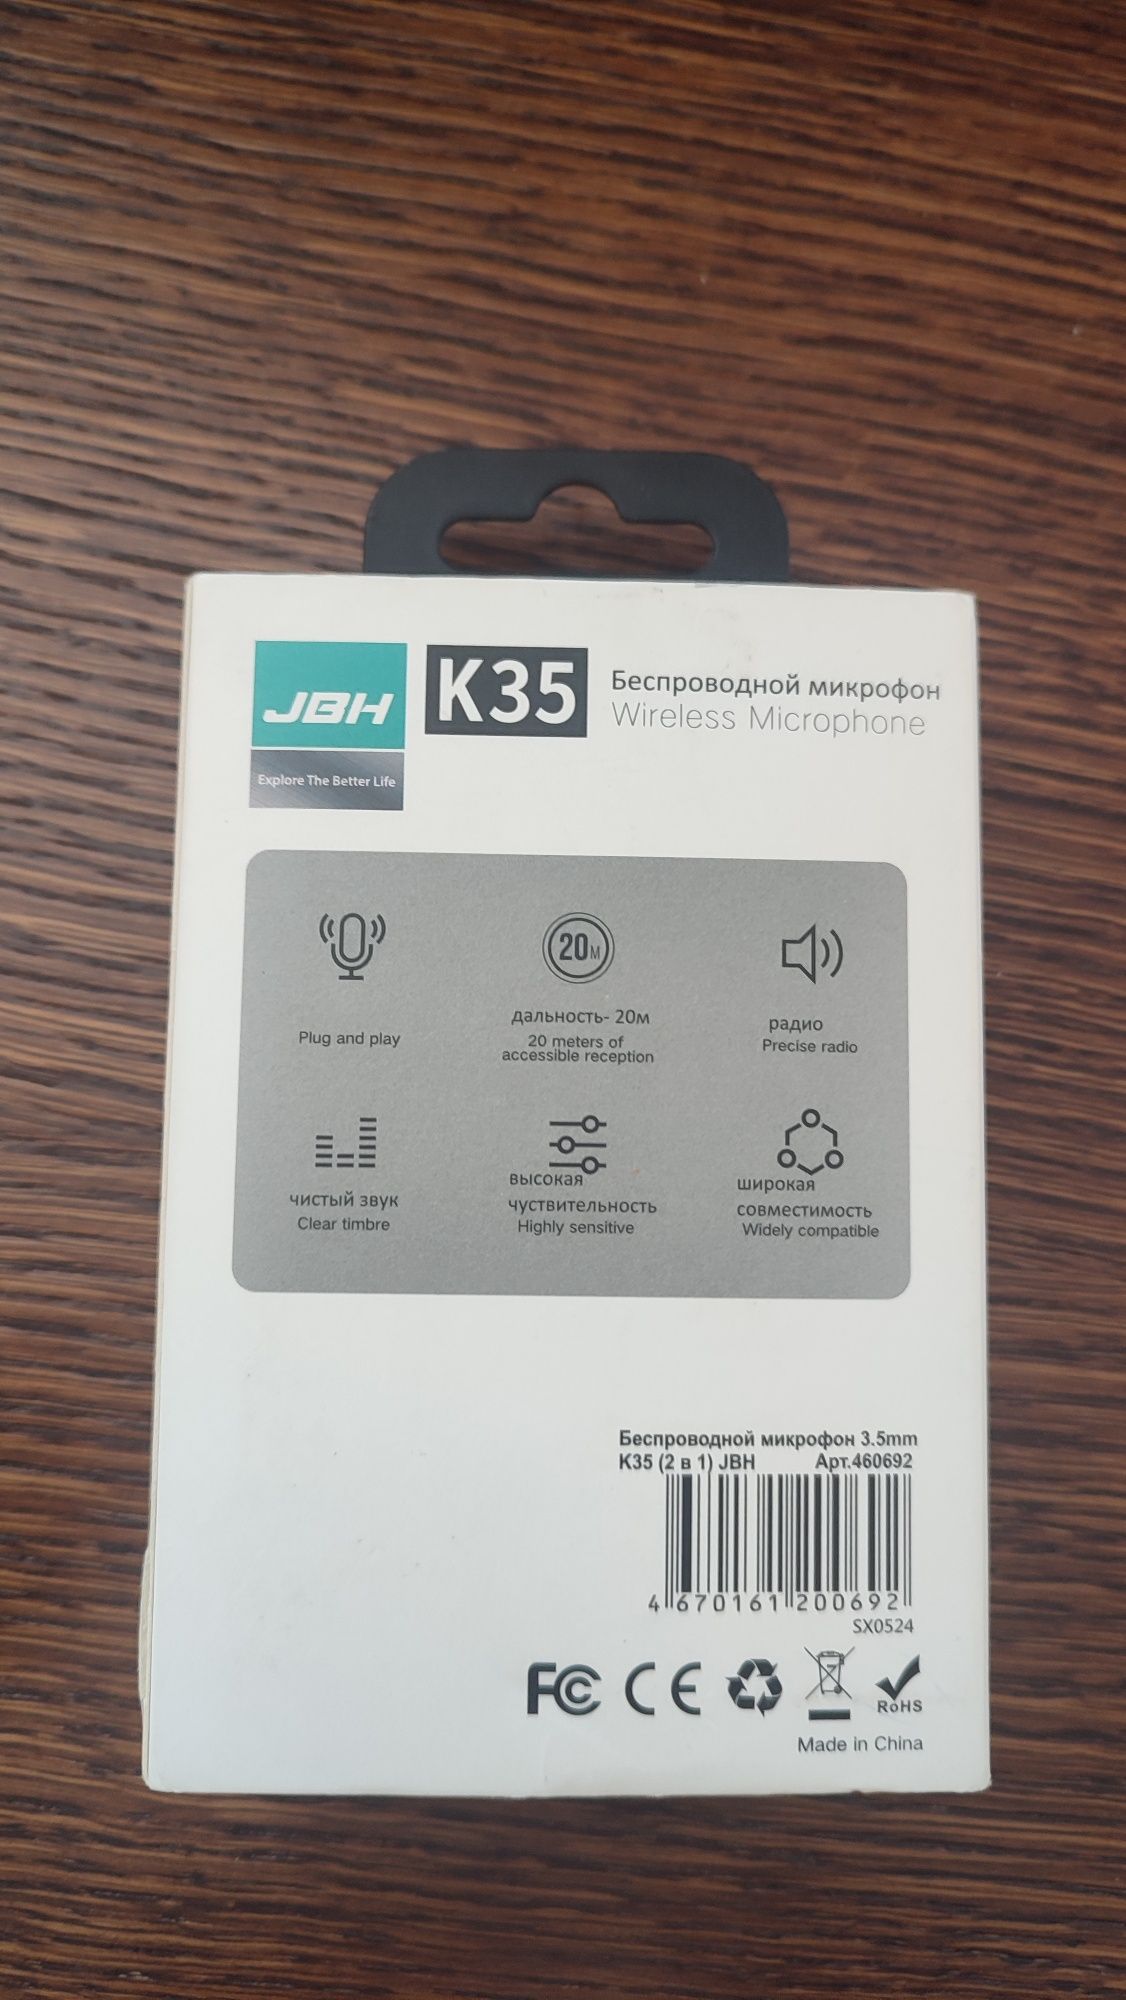 JBH
Explore The Better Life
K35
Беспроводной микрофон
Wireless Microphone
Plug and play
20M
дальность- 20м
20 meters of
accessible reception
радио
Precise radio
чистый звук
Clear timbre
высокая
чуствительность
Highly sensitive
широкая
совместимость
Widely compatible
Беспроводной микрофон 3.5mm
K35 (2 в 1) JBH Арт.460692
4 670161 200692
SX0524
FC CE RoHS
Made in China